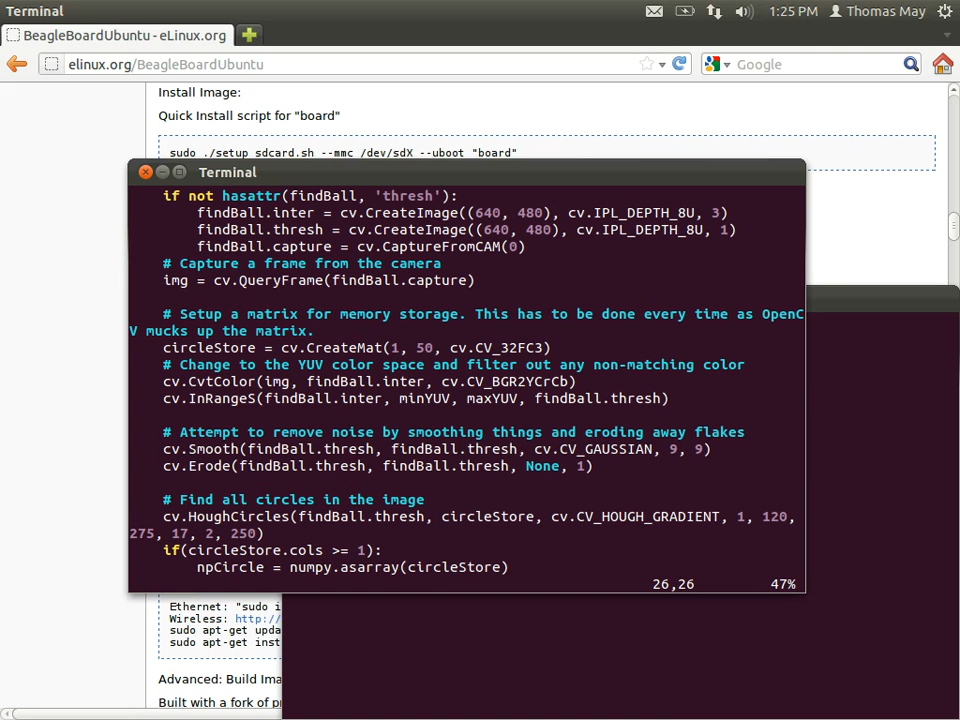 Terminal
1:25 PM
Thomas May
BeagleBoardUbuntu - eLinux.org
elinux.org/BeagleBoardUbuntu
Google
Install Image:
Quick Install script for "board"
sudo ./setup_sdcard.sh --mmc /dev/sdX --uboot "board"
Terminal
if not hasattr(findBall, 'thresh'):
findBall.inter = cv.CreateImage((640, 480), cv.IPL_DEPTH_8U, 3)
findBall.thresh = cv.CreateImage((640, 480), cv.IPL_DEPTH_8U, 1)
findBall.capture = cv.CaptureFromCAM(0)
# Capture a frame from the camera
img = cv.QueryFrame(findBall.capture)
# Setup a matrix for memory storage. This has to be done every time as OpenC
V mucks up the matrix.
circleStore = cv.CreateMat(1, 50, cv.CV_32FC3)
# Change to the YUV color space and filter out any non-matching color
cv.CvtColor(img, findBall.inter, cv.CV_BGR2YCrCb)
cv.InRangeS(findBall.inter, minYUV, maxYUV, findBall.thresh)
# Attempt to remove noise by smoothing things and eroding away flakes
cv.Smooth(findBall.thresh, findBall.thresh, cv.CV_GAUSSIAN, 9, 9)
cv.Erode(findBall.thresh, findBall.thresh, None, 1)
# Find all circles in the image
cv.HoughCircles(findBall.thresh, circleStore, cv.CV_HOUGH_GRADIENT, 1, 120,
275, 17, 2, 250)
if(circleStore.cols >= 1):
npCircle = numpy.asarray(circleStore)
26,26 47%
Ethernet: "sudo i
Wireless: http://
sudo apt-get upda
sudo apt-get inst
Advanced: Build Ima
Built with a fork of p